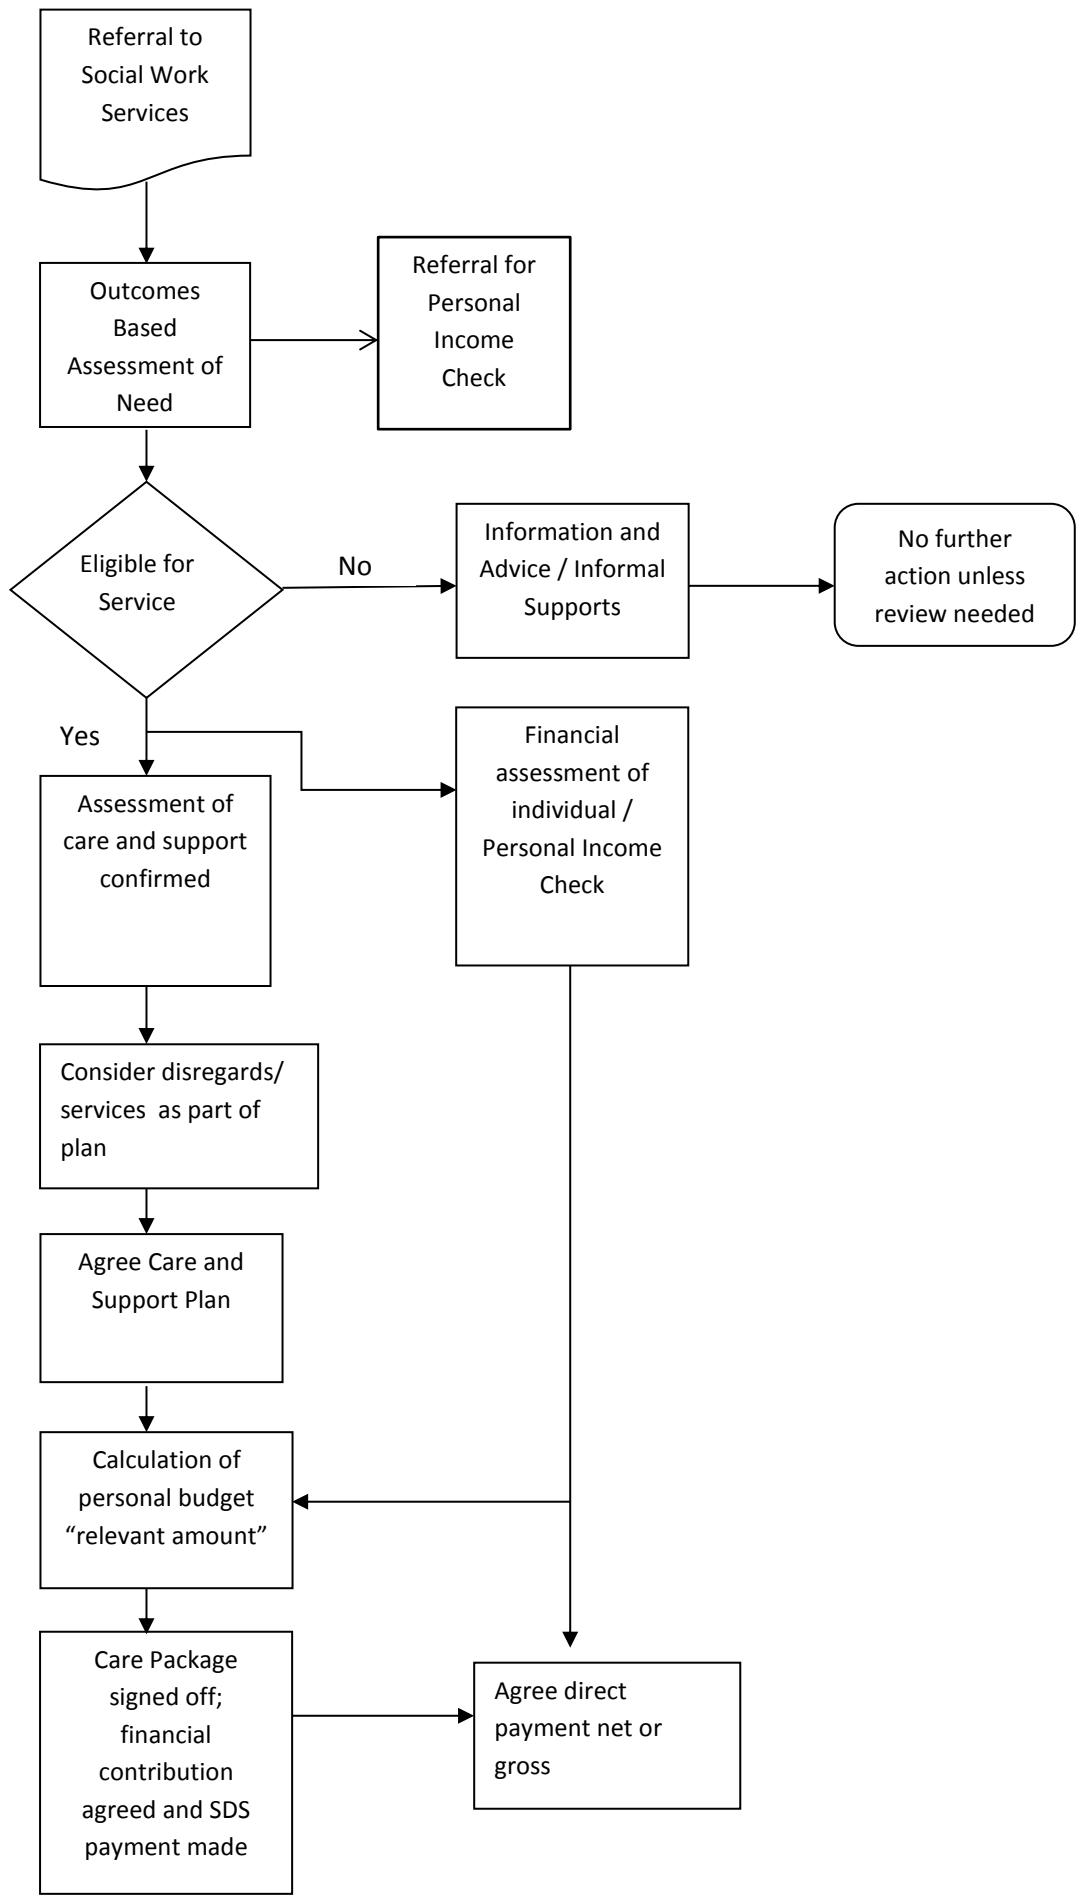 Referral to
Social Work
Services
Outcomes
Based
Assessment of
Need
Referral for
Personal
Income
Check
Eligible for
Service
No
Information and
Advice / Informal
Supports
No further
action unless
review needed
Yes
Assessment of
care and support
confirmed
Financial
assessment of
individual /
Personal Income
Check
Consider disregards/
services  as part of
plan
Agree Care and
Support Plan
Calculation of
personal budget
“relevant amount”
Care Package
signed off;
financial
contribution
agreed and SDS
payment made
Agree direct
payment net or
gross